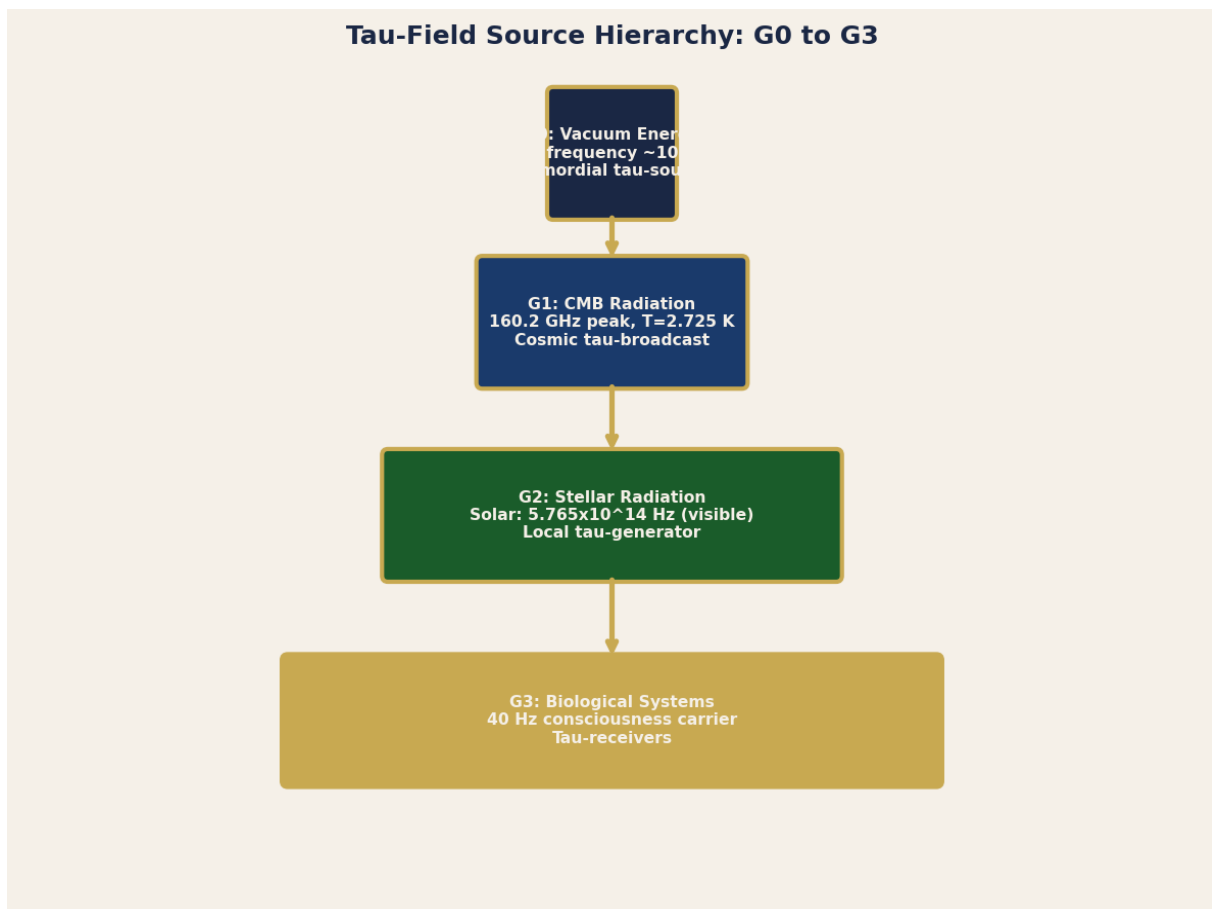 Tau-Field Source Hierarchy: G0 to G3
: Vacuum Ener
frequency ~10
mordial tau-sou
G1: CMB Radiation
160.2 GHz peak, T=2.725 K
Cosmic tau-broadcast
G2: Stellar Radiation
Solar: 5.765x10^14 Hz (visible)
Local tau-generator
G3: Biological Systems
40 Hz consciousness carrier
Tau-receivers